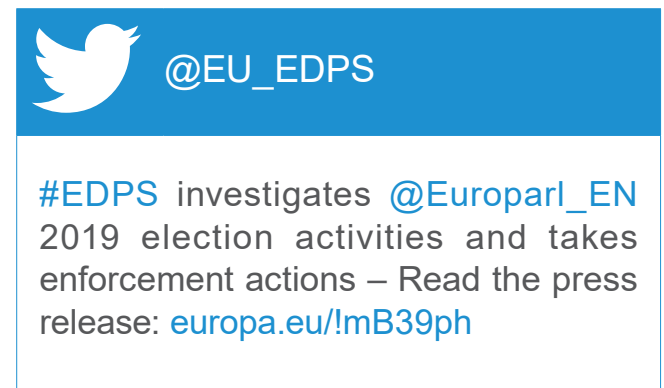 @EU_EDPS
#EDPS investigates @Europarl_EN
2019 election activities and takes
enforcement actions – Read the press
release: europa.eu/!mB39ph